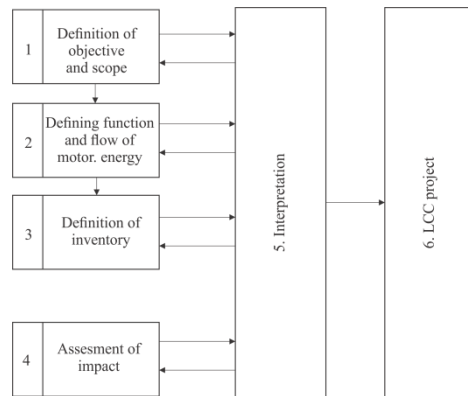 1
Definition of
objective
and scope
2
Defining function
and flow of
motor. energy
3
Definition of
inventory
4
Assesment of
impact
5. Interpretation
6. LCC project